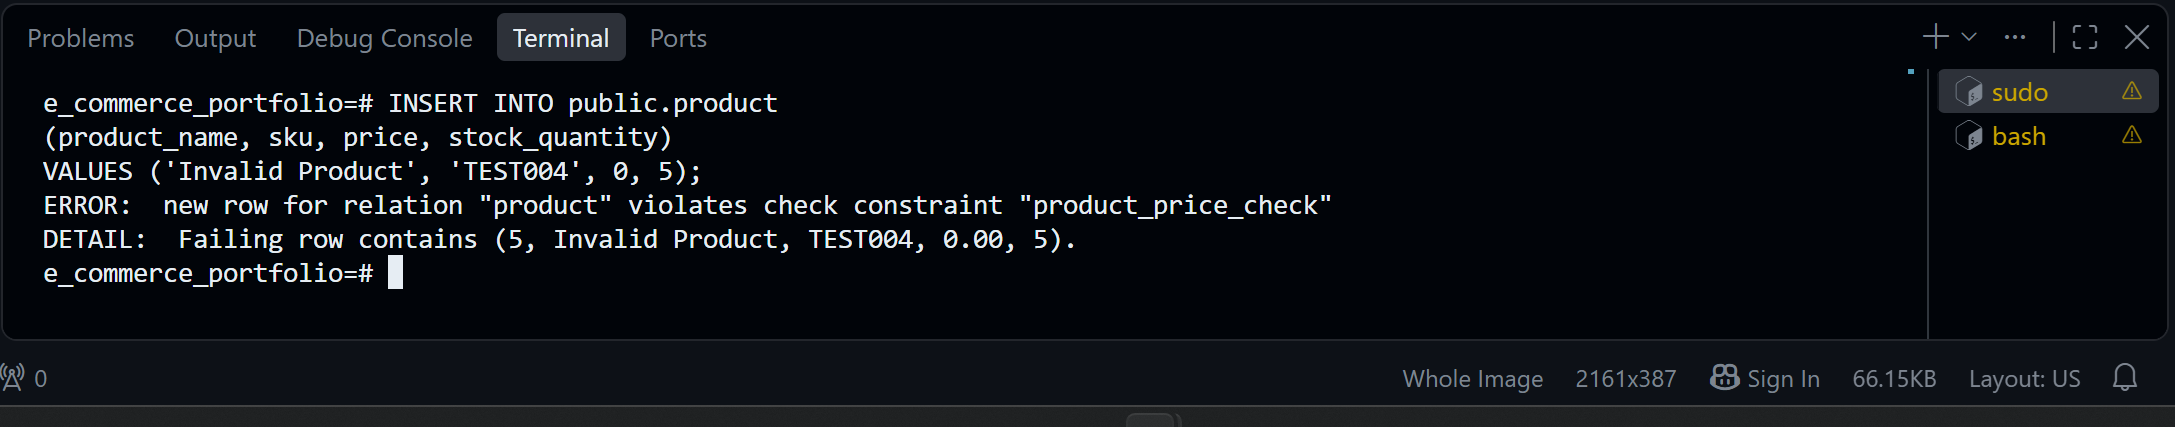 Problems Output Debug Console Terminal Ports
e_commerce_portfolio=# INSERT INTO public.product
(product_name, sku, price, stock_quantity)
VALUES ('Invalid Product', 'TEST004', 0, 5);
ERROR:  new row for relation "product" violates check constraint "product_price_check"
DETAIL:  Failing row contains (5, Invalid Product, TEST004, 0.00, 5).
e_commerce_portfolio=#
sudo
bash
0 Whole Image 2161x387 Sign In 66.15KB Layout: US